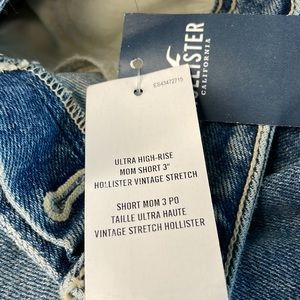 HOLLISTER
CALIFORNIA
ULTRA HIGH-RISE
MOM SHORT 3"
HOLLISTER VINTAGE STRETCH
SHORT MOM 3 PO
TAILLE ULTRA HAUTE
VINTAGE STRETCH HOLLISTER